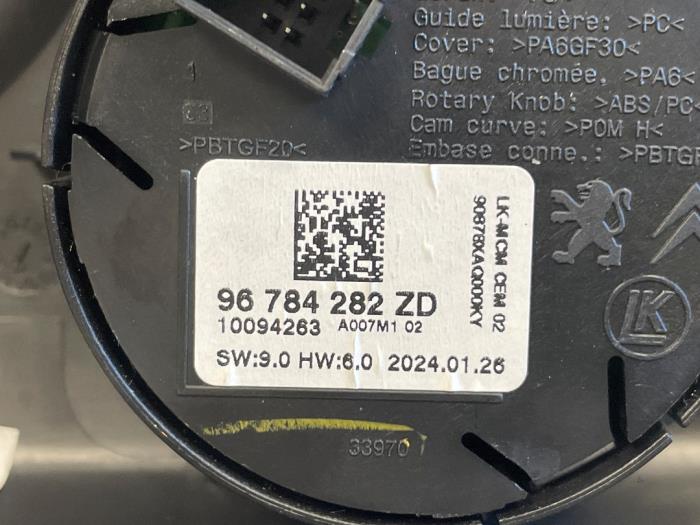 Guide lumière: >PC<
Cover: >PA6GF30<
Bague chromée. >PA6<
Rotary Knob: >ABS/PC
Cam curve: >POM H<
Embase conne.: >PBTGF
>PBTGF20<
LK-MCM CEM 02
90878XAQ000KY
96 784 282 ZD
10094263 A007M1 02
SW:9.0 HW:6.0 2024.01.26
LK
33970